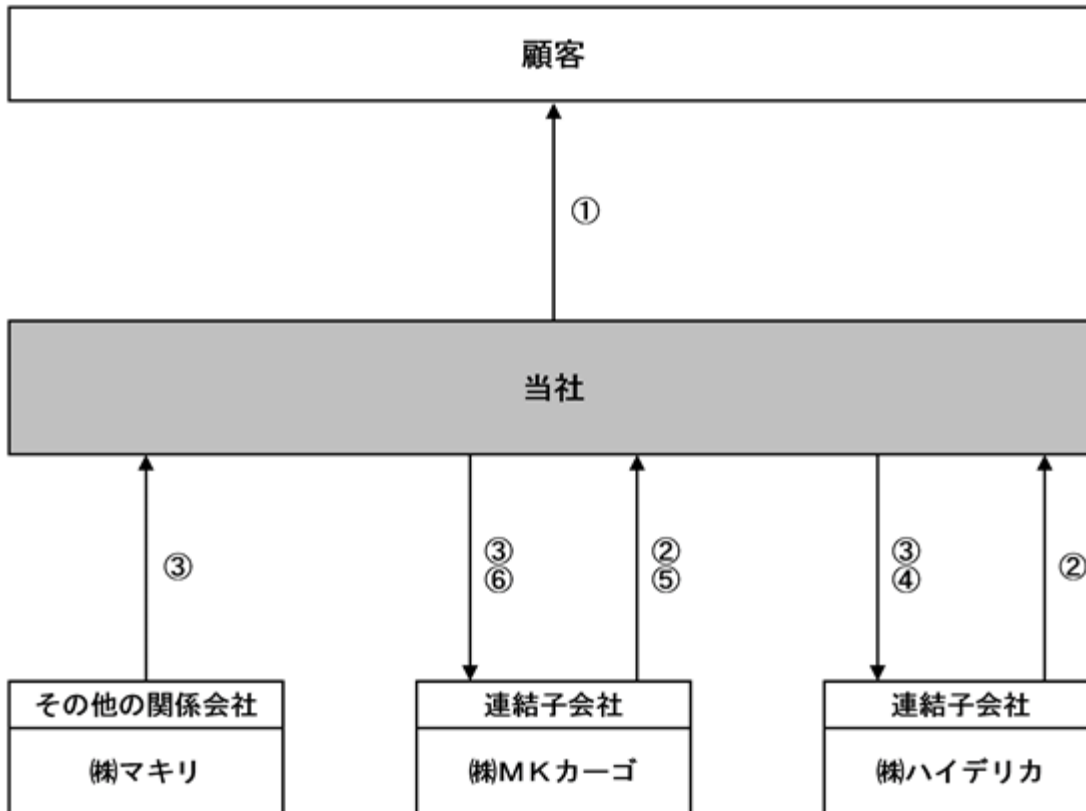 顧客
①
当社
③
③
⑥
②
⑤
③
④
②
その他の関係会社
連結子会社
連結子会社
㈱マキリ
㈱MKカーゴ
㈱ハイデリカ